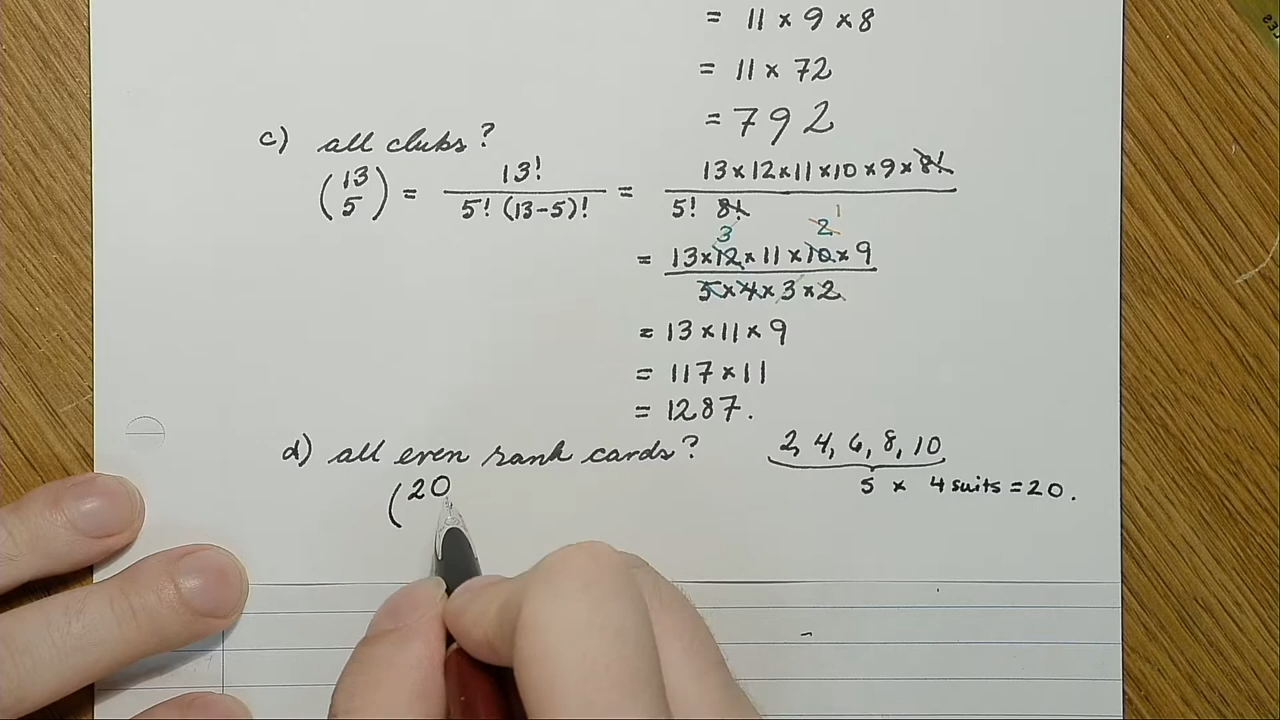 = 11 × 9 × 8
= 11 × 72
= 792
c) all clubs?
(13 5) = 13! / 5! (13-5)! = 13×12×11×10×9×8! / 5! 8!
3 2 1
= 13×12×11×10×9 / 5×4×3×2
= 13×11×9
= 117×11
= 1287.
d) all even rank cards? 2, 4, 6, 8, 10
5 × 4 suits = 20.
(20